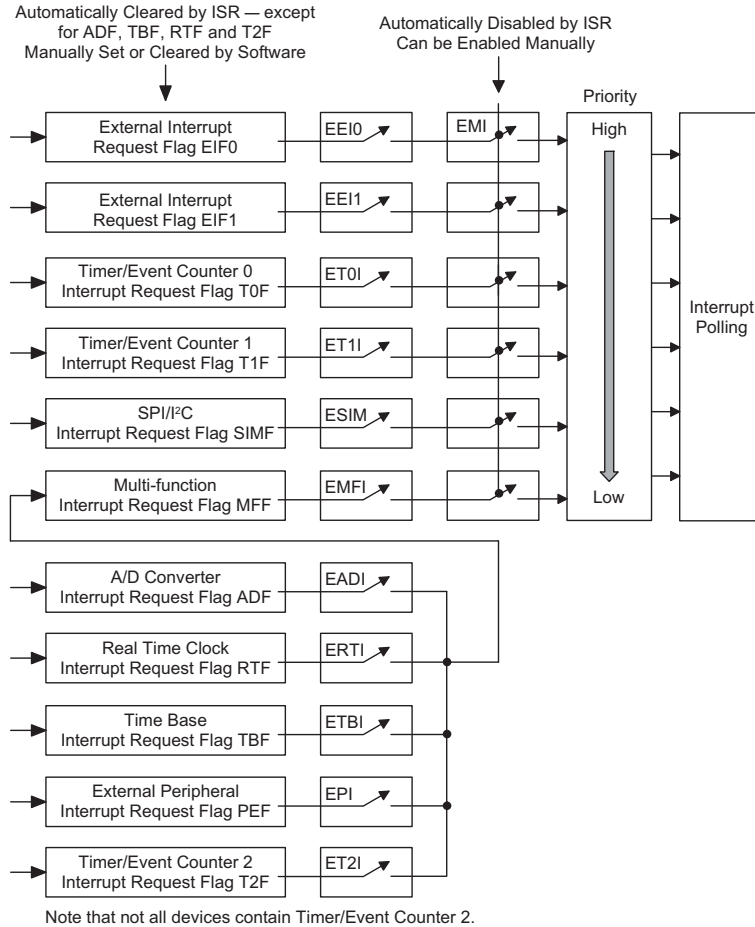 Automatically Cleared by ISR — except
for ADF, TBF, RTF and T2F
Manually Set or Cleared by Software
Automatically Disabled by ISR
Can be Enabled Manually
Priority
External Interrupt
Request Flag EIF0
EEI0
EMI
High
External Interrupt
Request Flag EIF1
EEI1
Timer/Event Counter 0
Interrupt Request Flag T0F
ET0I
Interrupt
Polling
Timer/Event Counter 1
Interrupt Request Flag T1F
ET1I
SPI/I²C
Interrupt Request Flag SIMF
ESIM
Multi-function
Interrupt Request Flag MFF
EMFI
Low
A/D Converter
Interrupt Request Flag ADF
EADI
Real Time Clock
Interrupt Request Flag RTF
ERTI
Time Base
Interrupt Request Flag TBF
ETBI
External Peripheral
Interrupt Request Flag PEF
EPI
Timer/Event Counter 2
Interrupt Request Flag T2F
ET2I
Note that not all devices contain Timer/Event Counter 2.